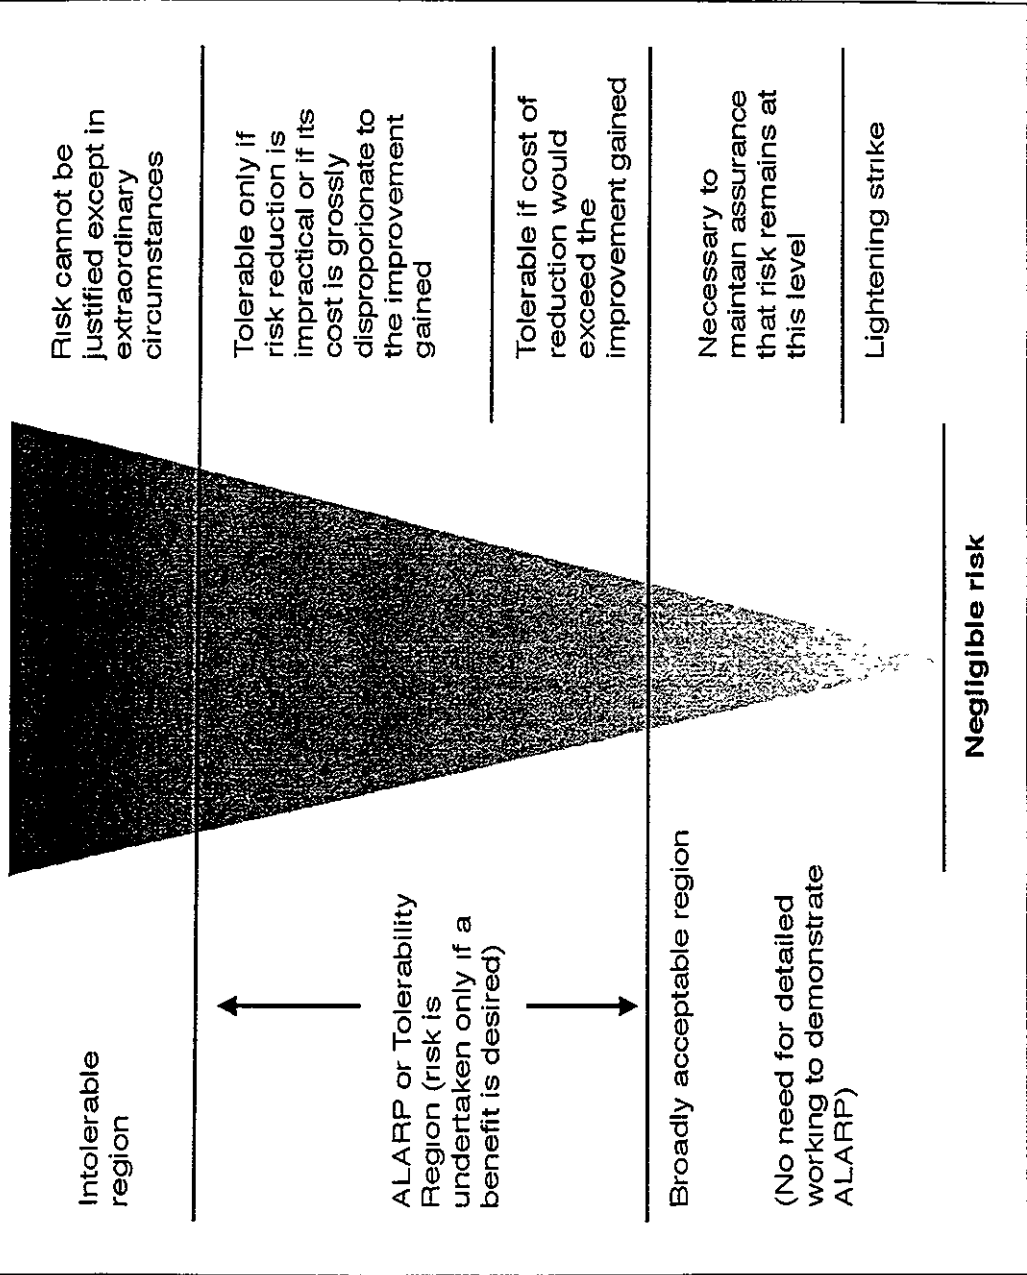 Intolerable
region
ALARP or Tolerability
Region (risk is
undertaken only if a
benefit is desired)
Broadly acceptable region
(No need for detailed
working to demonstrate
ALARP)
Risk cannot be
justified except in
extraordinary
circumstances
Tolerable only if
risk reduction is
impractical or if its
cost is grossly
disproporionate to
the improvement
gained
Tolerable if cost of
reduction would
exceed the
improvement gained
Necessary to
maintain assurance
that risk remains at
this level
Lightening strike
Negligible risk